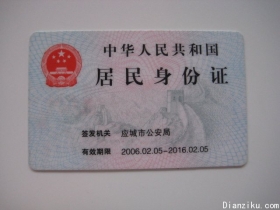 中华人民共和国
居民身份证
签发机关 应城市公安局
有效期限 2006.02.05-2016.02.05
Dianziku.com